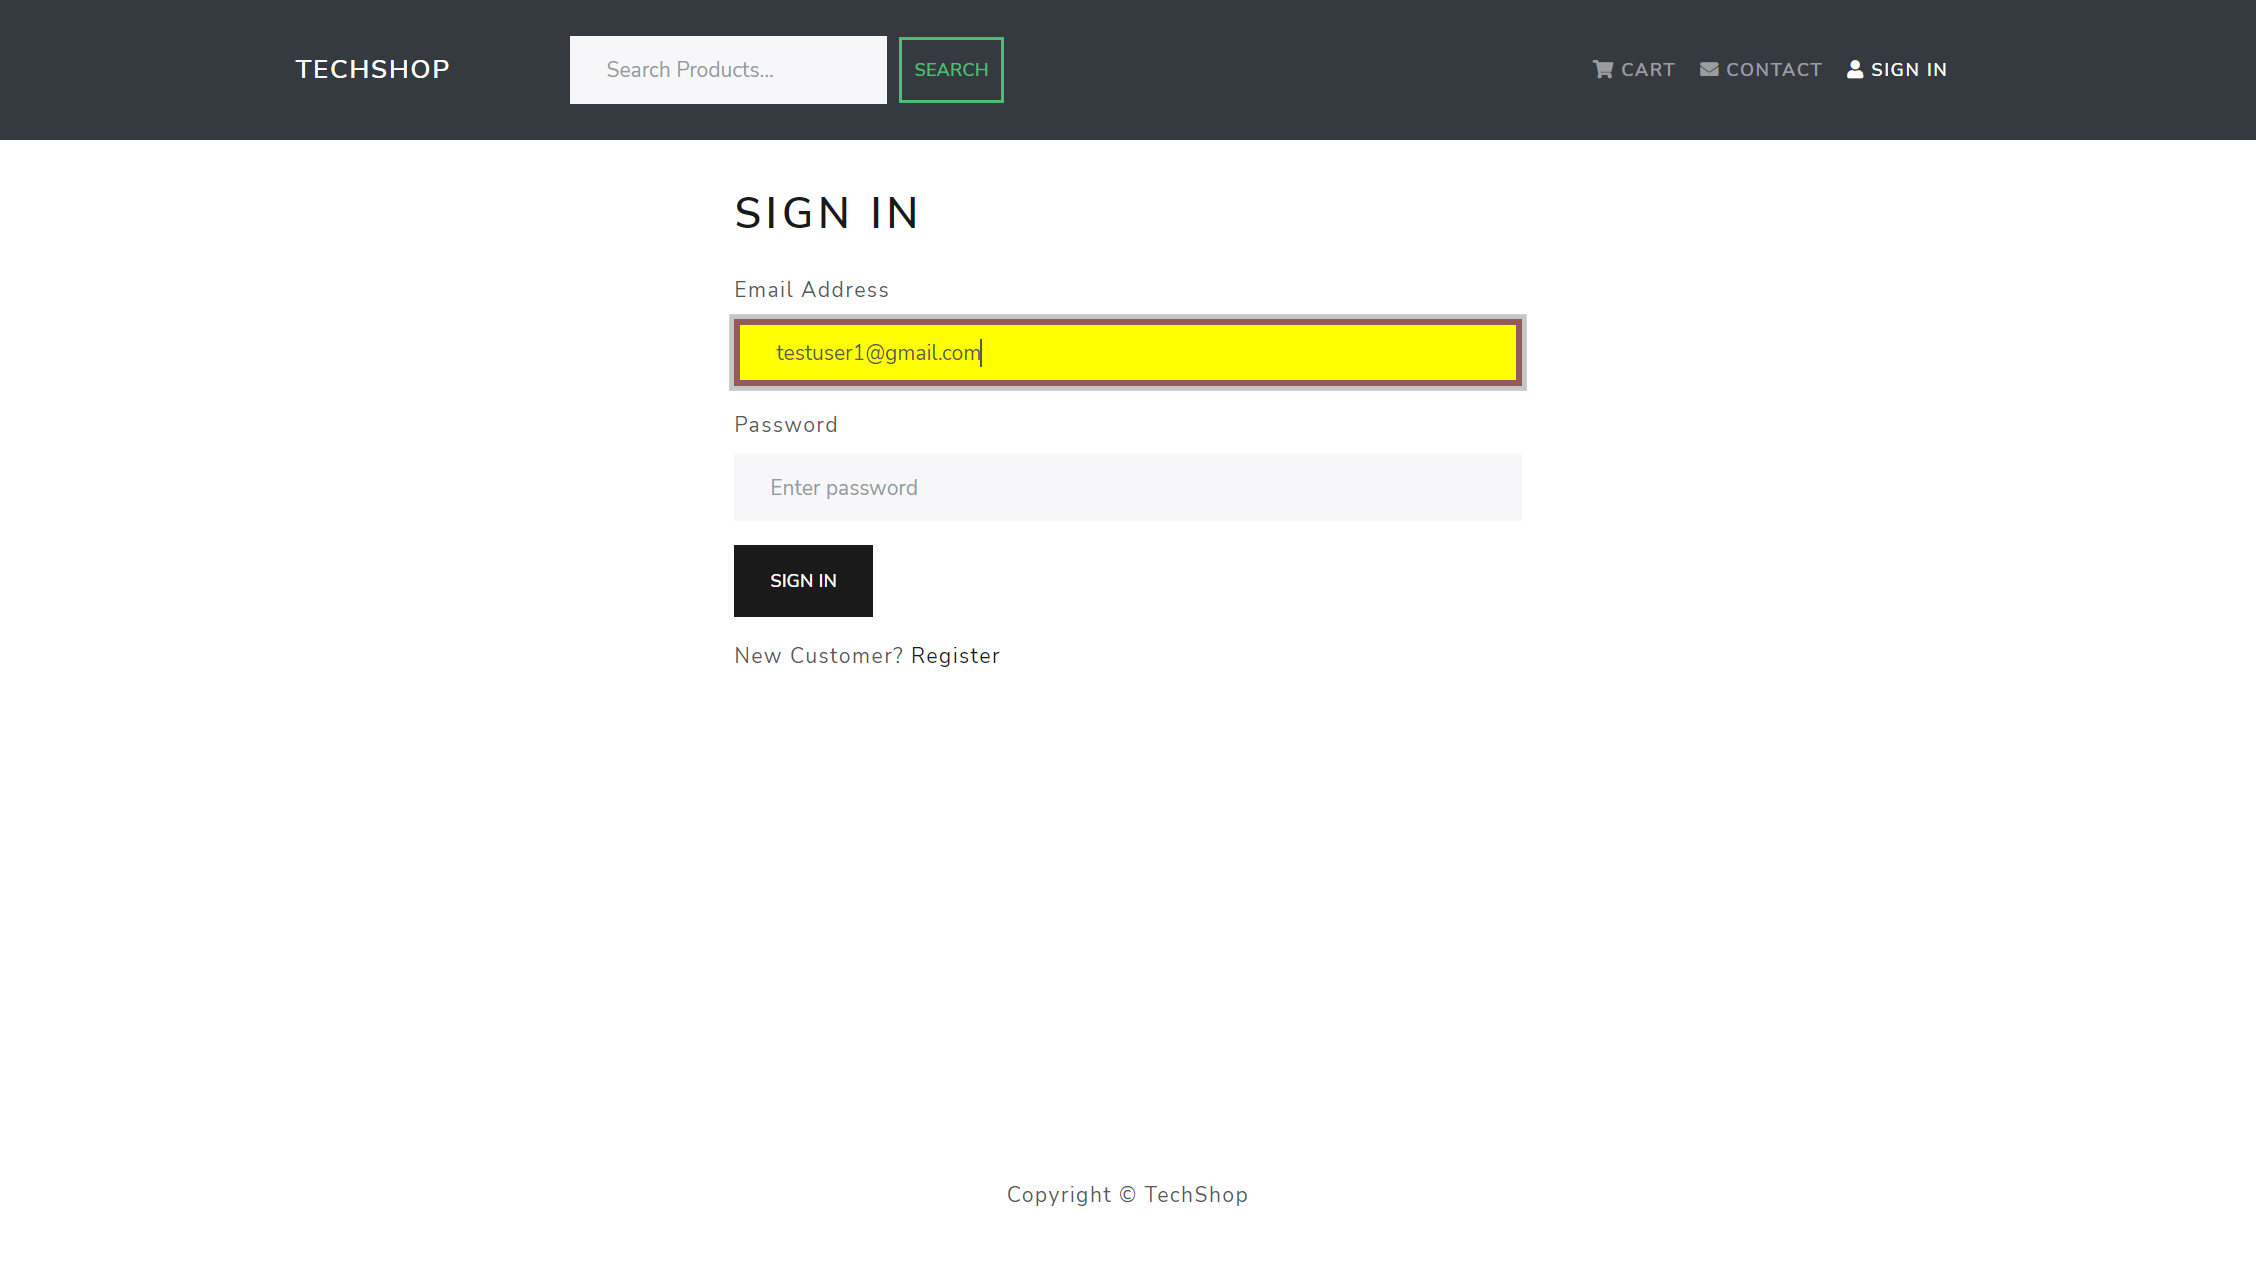 TECHSHOP
Search Products...
SEARCH
CART
CONTACT
SIGN IN
SIGN IN
Email Address
testuser1@gmail.com
Password
Enter password
SIGN IN
New Customer? Register
Copyright © TechShop